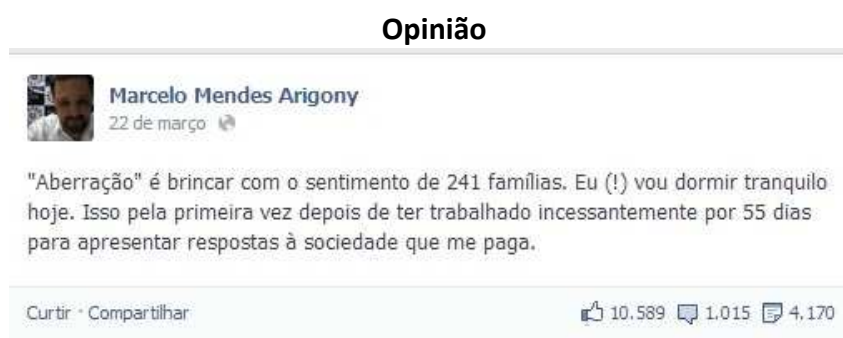 Opinião
Marcelo Mendes Arigony
22 de março
"Aberração" é brincar com o sentimento de 241 famílias. Eu (!) vou dormir tranquilo
hoje. Isso pela primeira vez depois de ter trabalhado incessantemente por 55 dias
para apresentar respostas à sociedade que me paga.
Curtir · Compartilhar 10.589 1.015 4.170